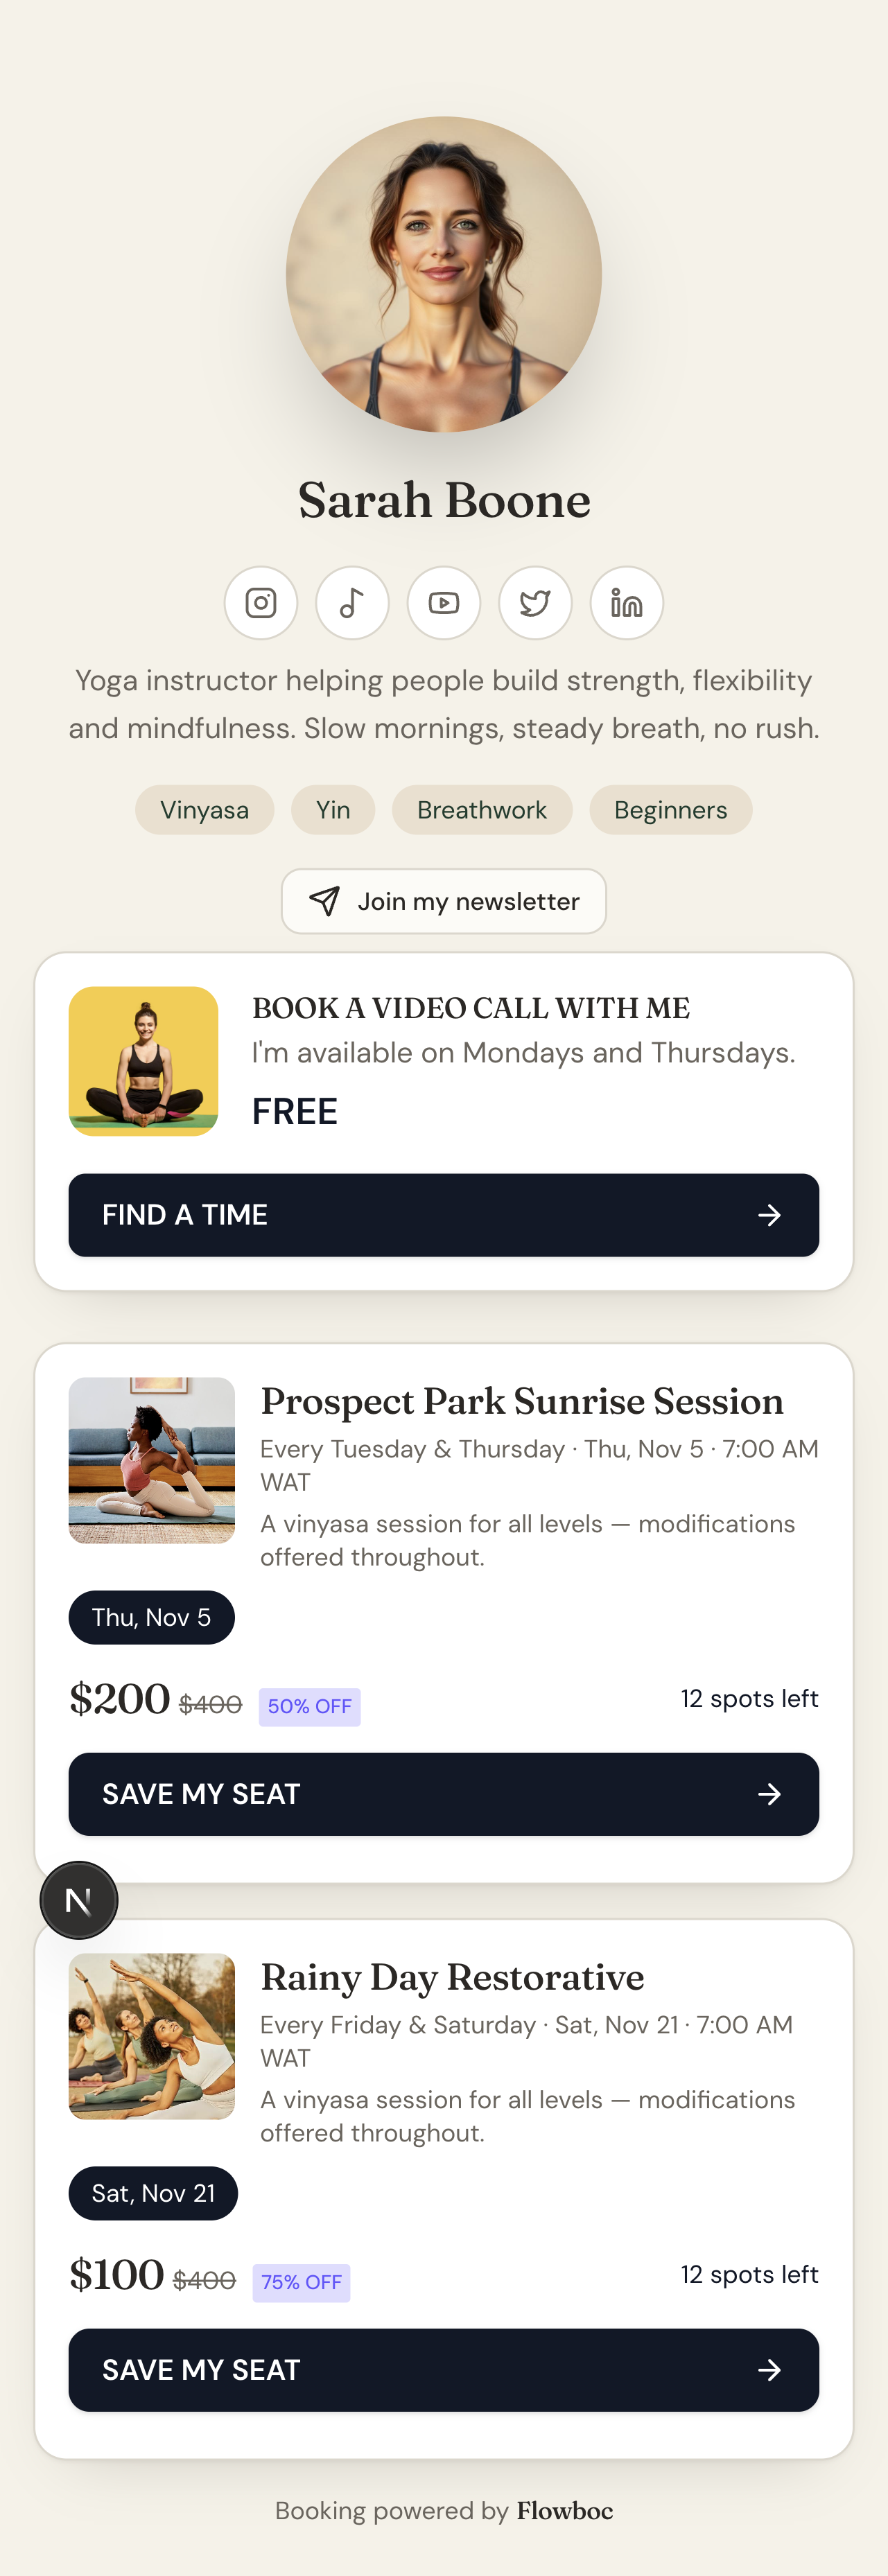 Sarah Boone
Yoga instructor helping people build strength, flexibility
and mindfulness. Slow mornings, steady breath, no rush.
Vinyasa Yin Breathwork Beginners
Join my newsletter
BOOK A VIDEO CALL WITH ME
I'm available on Mondays and Thursdays.
FREE
FIND A TIME
Prospect Park Sunrise Session
Every Tuesday & Thursday · Thu, Nov 5 · 7:00 AM
WAT
A vinyasa session for all levels — modifications
offered throughout.
Thu, Nov 5
$200 $400 50% OFF 12 spots left
SAVE MY SEAT
N
Rainy Day Restorative
Every Friday & Saturday · Sat, Nov 21 · 7:00 AM
WAT
A vinyasa session for all levels — modifications
offered throughout.
Sat, Nov 21
$100 $400 75% OFF 12 spots left
SAVE MY SEAT
Booking powered by Flowboc